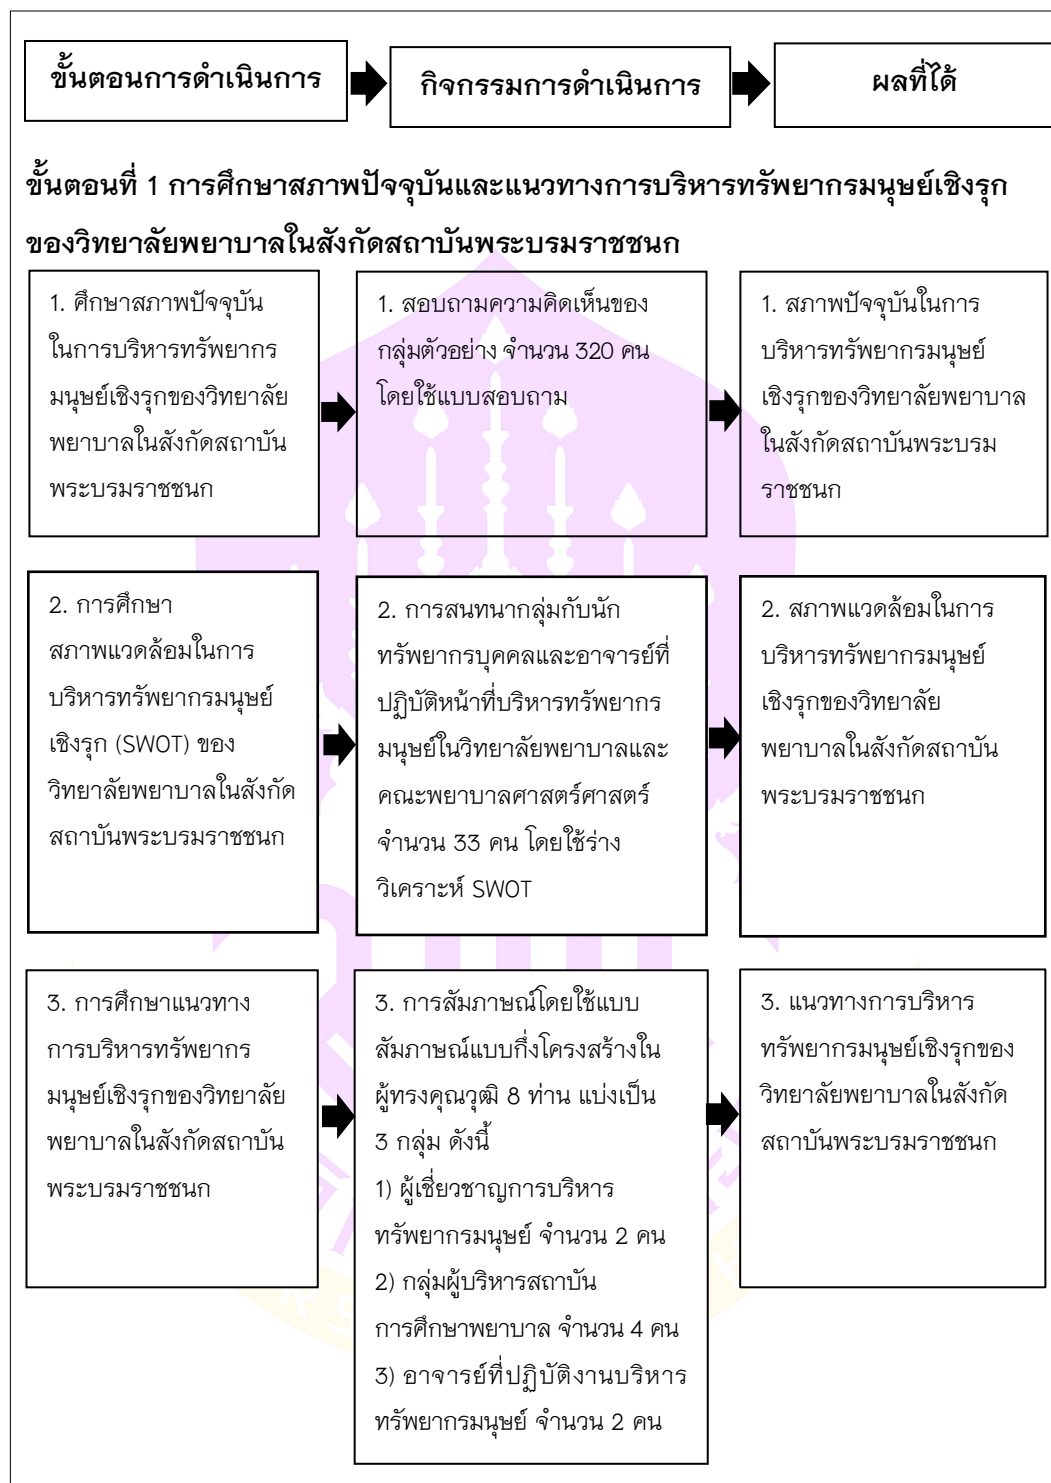 ขั้นตอนการดำเนินการ
กิจกรรมการดำเนินการ
ผลที่ได้
ขั้นตอนที่ 1 การศึกษาสภาพปัจจุบันและแนวทางการบริหารทรัพยากรมนุษย์เชิงรุก
ของวิทยาลัยพยาบาลในสังกัดสถาบันพระบรมราชชนก
1. ศึกษาสภาพปัจจุบัน
ในการบริหารทรัพยากร
มนุษย์เชิงรุกของวิทยาลัย
พยาบาลในสังกัดสถาบัน
พระบรมราชชนก
1. สอบถามความคิดเห็นของ
กลุ่มตัวอย่าง จำนวน 320 คน
โดยใช้แบบสอบถาม
1. สภาพปัจจุบันในการ
บริหารทรัพยากรมนุษย์
เชิงรุกของวิทยาลัยพยาบาล
ในสังกัดสถาบันพระบรม
ราชชนก
2. การศึกษา
สภาพแวดล้อมในการ
บริหารทรัพยากรมนุษย์
เชิงรุก (SWOT) ของ
วิทยาลัยพยาบาลในสังกัด
สถาบันพระบรมราชชนก
2. การสนทนากลุ่มกับนัก
ทรัพยากรบุคคลและอาจารย์ที่
ปฏิบัติหน้าที่บริหารทรัพยากร
มนุษย์ในวิทยาลัยพยาบาลและ
คณะพยาบาลศาสตร์ศาสตร์
จำนวน 33 คน โดยใช้ร่าง
วิเคราะห์ SWOT
2. สภาพแวดล้อมในการ
บริหารทรัพยากรมนุษย์
เชิงรุกของวิทยาลัย
พยาบาลในสังกัดสถาบัน
พระบรมราชชนก
3. การศึกษาแนวทาง
การบริหารทรัพยากร
มนุษย์เชิงรุกของวิทยาลัย
พยาบาลในสังกัดสถาบัน
พระบรมราชชนก
3. การสัมภาษณ์โดยใช้แบบ
สัมภาษณ์แบบกึ่งโครงสร้างใน
ผู้ทรงคุณวุฒิ 8 ท่าน แบ่งเป็น
3 กลุ่ม ดังนี้
1) ผู้เชี่ยวชาญการบริหาร
ทรัพยากรมนุษย์ จำนวน 2 คน
2) กลุ่มผู้บริหารสถาบัน
การศึกษาพยาบาล จำนวน 4 คน
3) อาจารย์ที่ปฏิบัติงานบริหาร
ทรัพยากรมนุษย์ จำนวน 2 คน
3. แนวทางการบริหาร
ทรัพยากรมนุษย์เชิงรุกของ
วิทยาลัยพยาบาลในสังกัด
สถาบันพระบรมราชชนก